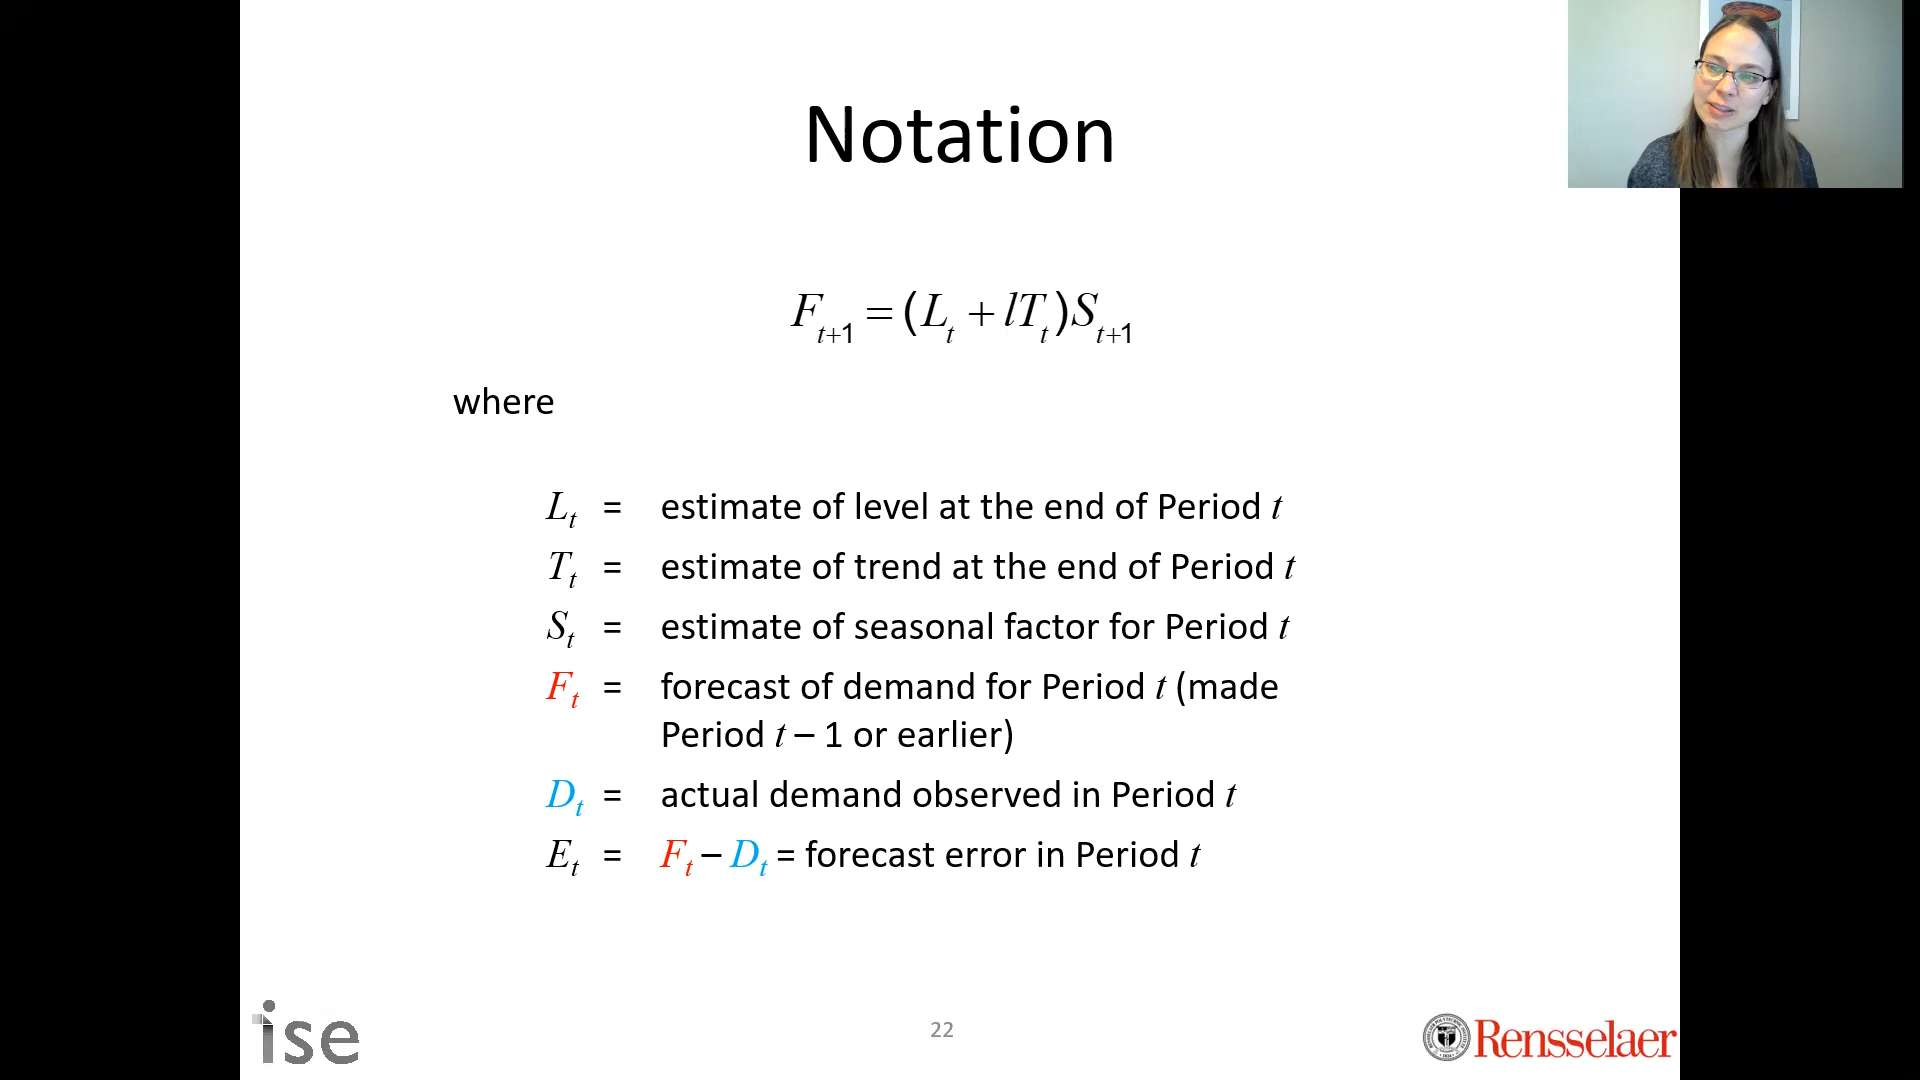 Notation
F_{t+1} = (L_t + lT_t)S_{t+1}
where
L_t = estimate of level at the end of Period t
T_t = estimate of trend at the end of Period t
S_t = estimate of seasonal factor for Period t
F_t = forecast of demand for Period t (made
Period t – 1 or earlier)
D_t = actual demand observed in Period t
E_t = F_t – D_t = forecast error in Period t
ise
22
Rensselaer